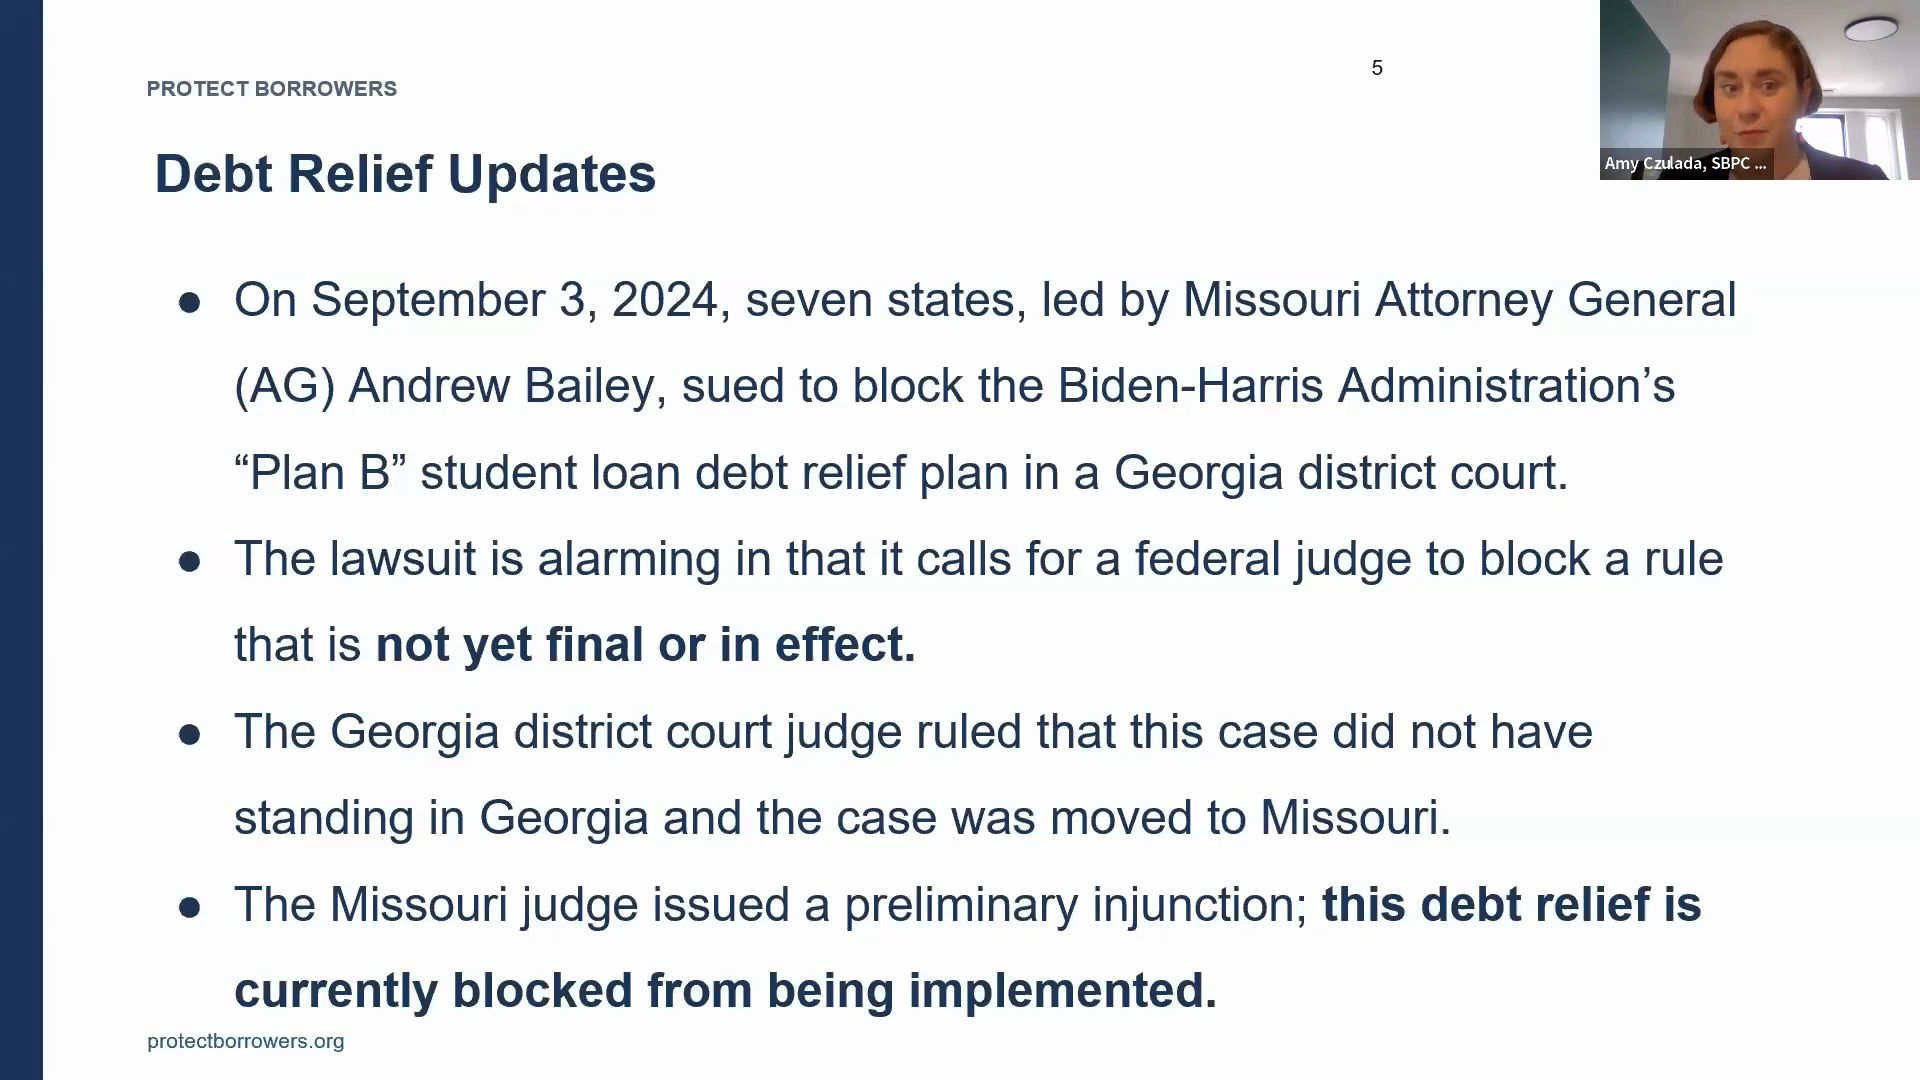 PROTECT BORROWERS
5
Amy Czulada, SBPC ...
Debt Relief Updates
● On September 3, 2024, seven states, led by Missouri Attorney General
(AG) Andrew Bailey, sued to block the Biden-Harris Administration’s
“Plan B” student loan debt relief plan in a Georgia district court.
● The lawsuit is alarming in that it calls for a federal judge to block a rule
that is not yet final or in effect.
● The Georgia district court judge ruled that this case did not have
standing in Georgia and the case was moved to Missouri.
● The Missouri judge issued a preliminary injunction; this debt relief is
currently blocked from being implemented.
protectborrowers.org